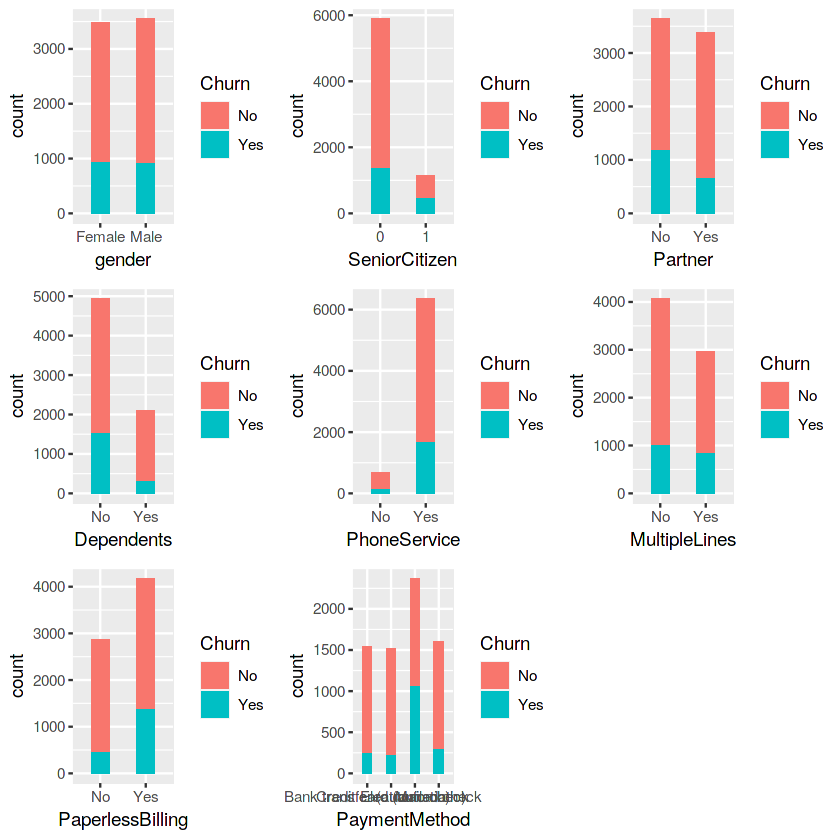 count
3000
2000
1000
0
Female Male
gender
Churn
No
Yes
count
6000
4000
2000
0
0 1
SeniorCitizen
Churn
No
Yes
count
3000
2000
1000
0
No Yes
Partner
Churn
No
Yes
count
5000
4000
3000
2000
1000
0
No Yes
Dependents
Churn
No
Yes
count
6000
4000
2000
0
No Yes
PhoneService
Churn
No
Yes
count
4000
3000
2000
1000
0
No Yes
MultipleLines
Churn
No
Yes
count
4000
3000
2000
1000
0
No Yes
PaperlessBilling
Churn
No
Yes
count
2000
1500
1000
500
0
Bank
PaymentMethod
Churn
No
Yes